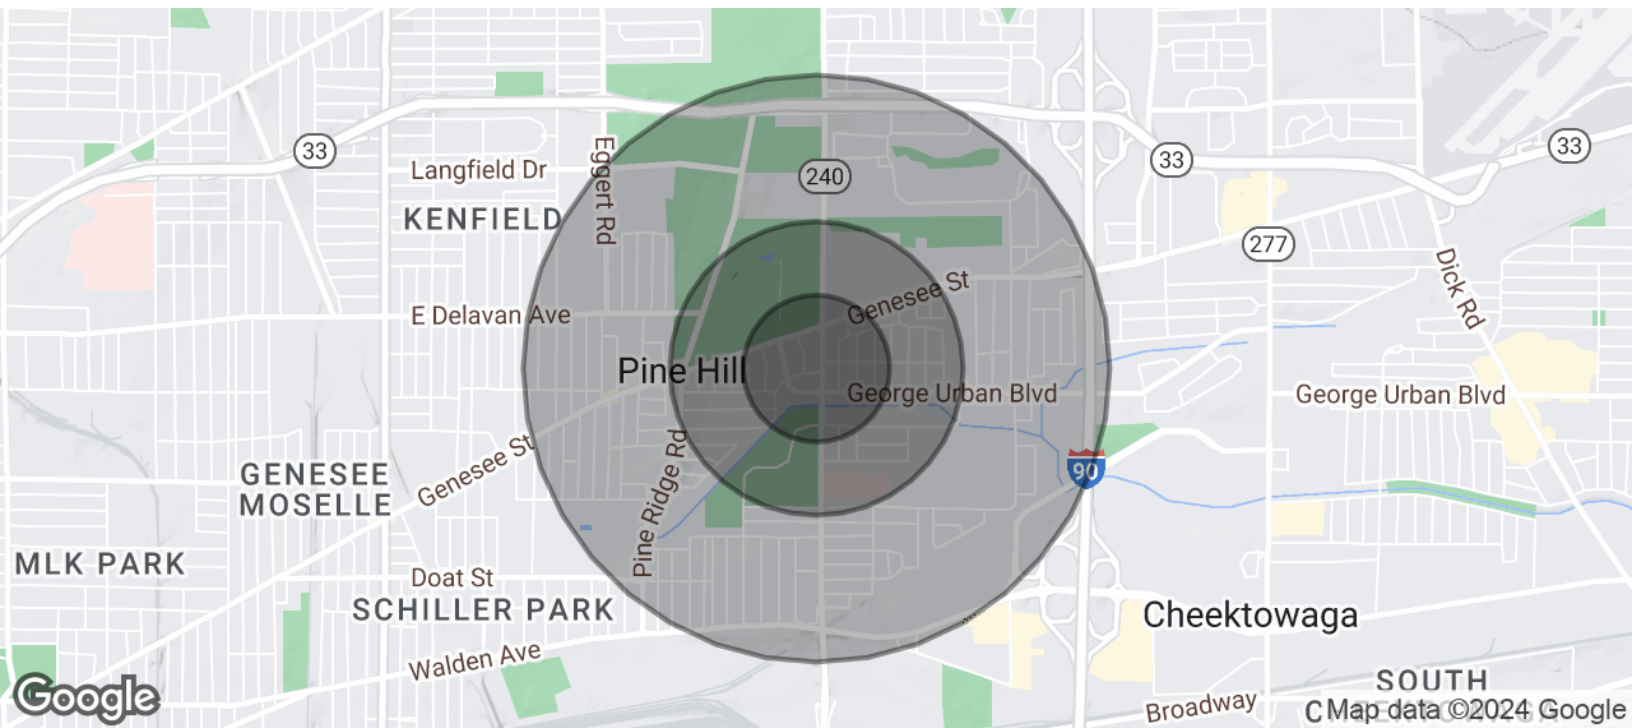 33
Langfield Dr
KENFIELD
Eggert Rd
240
33
33
277
Dick Rd
E Delavan Ave
Genesee St
Pine Hill
George Urban Blvd
George Urban Blvd
GENESEE
MOSELLE
Genesee St
Pine Ridge Rd
90
MLK PARK
Doat St
SCHILLER PARK
Cheektowaga
Walden Ave
SOUTH
Broadway
Google
Map data ©2024 Google